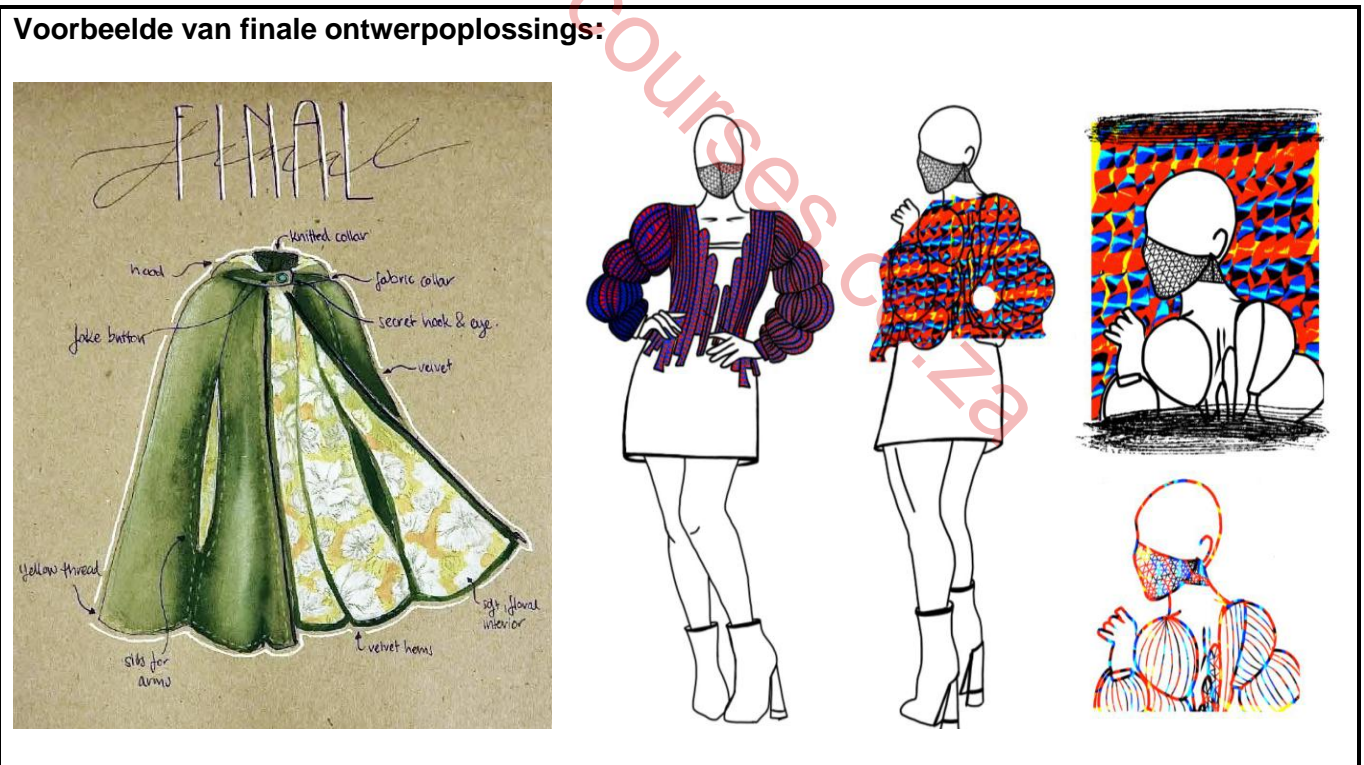 Voorbeelde van finale ontwerpoplossings:
FINAL
final
knitted collar
hood
fabric collar
fake button
secret hook & eye.
velvet
yellow thread
soft, floral
interior
velvet hems
slits for
arms
courses.co.za